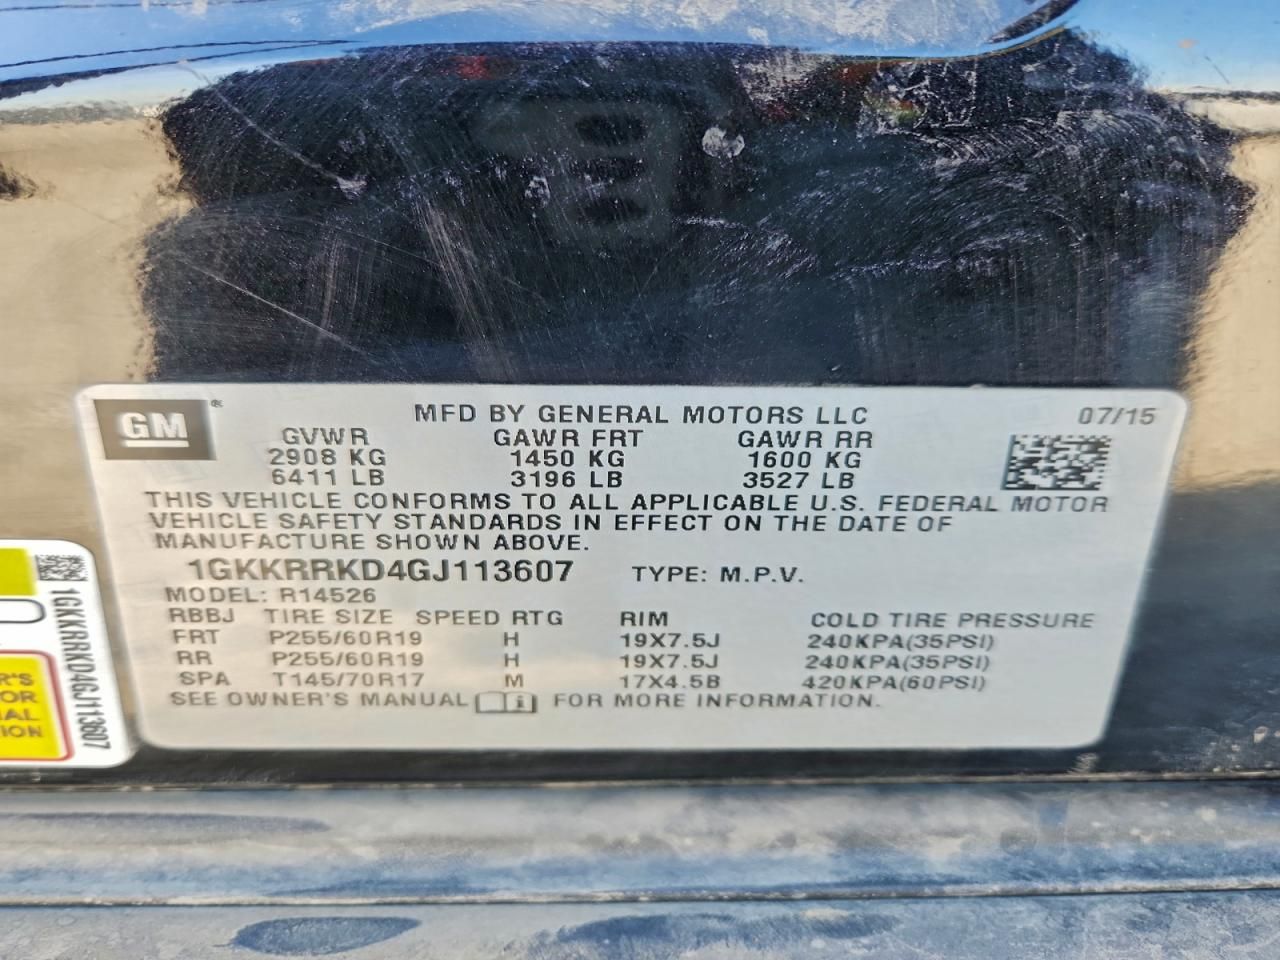 GM ® MFD BY GENERAL MOTORS LLC 07/15
GVWR GAWR FRT GAWR RR
2908 KG 1450 KG 1600 KG
6411 LB 3196 LB 3527 LB
THIS VEHICLE CONFORMS TO ALL APPLICABLE U.S. FEDERAL MOTOR
VEHICLE SAFETY STANDARDS IN EFFECT ON THE DATE OF
MANUFACTURE SHOWN ABOVE.
1GKKRRKD4GJ113607 TYPE: M.P.V.
MODEL: R14526
RBBJ TIRE SIZE SPEED RTG RIM COLD TIRE PRESSURE
FRT P255/60R19 H 19X7.5J 240KPA(35PSI)
RR P255/60R19 H 19X7.5J 240KPA(35PSI)
SPA T145/70R17 M 17X4.5B 420KPA(60PSI)
SEE OWNER'S MANUAL FOR MORE INFORMATION.
1GKKRRKD4GJ113607
R'S
OR
AL
ION